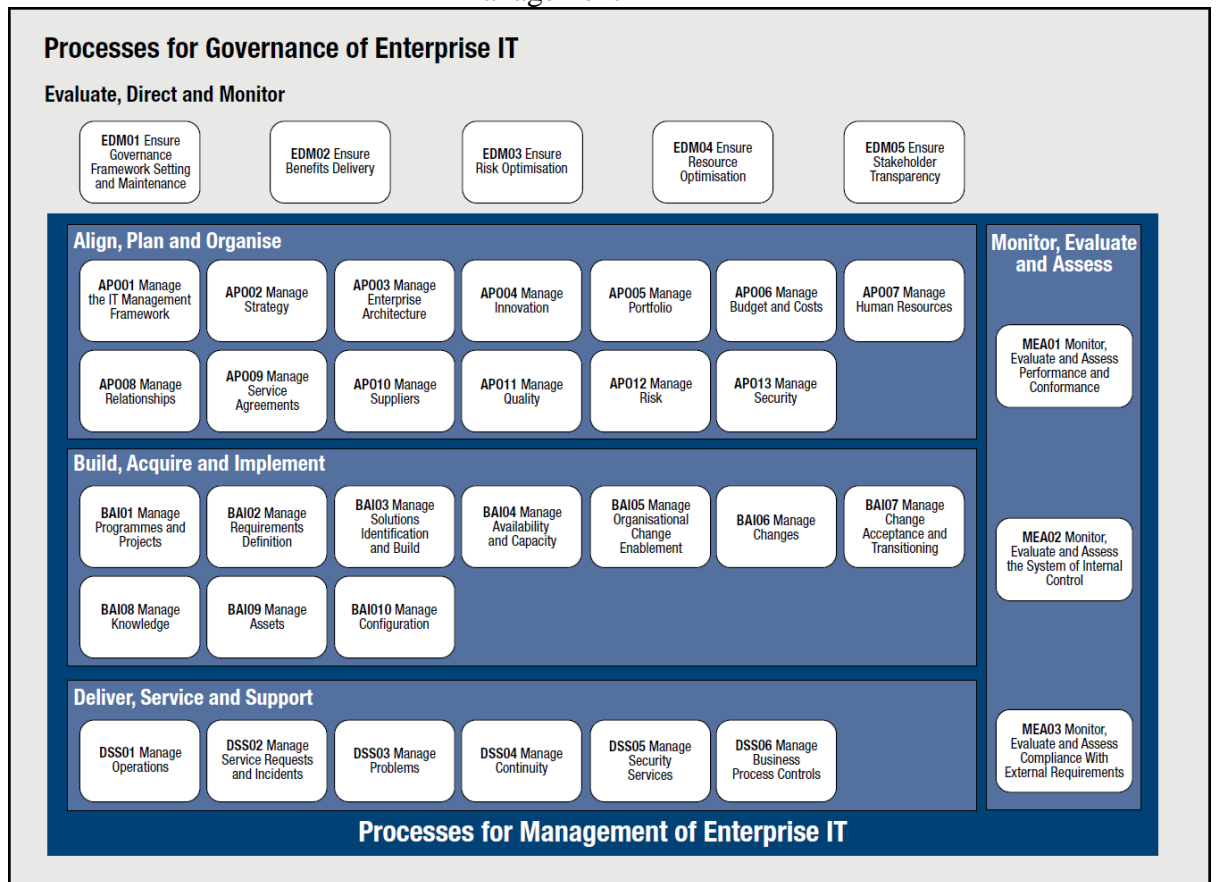 Processes for Governance of Enterprise IT
Evaluate, Direct and Monitor
EDM01 Ensure
Governance
Framework Setting
and Maintenance
EDM02 Ensure
Benefits Delivery
EDM03 Ensure
Risk Optimisation
EDM04 Ensure
Resource
Optimisation
EDM05 Ensure
Stakeholder
Transparency
Align, Plan and Organise
APO01 Manage
the IT Management
Framework
APO02 Manage
Strategy
APO03 Manage
Enterprise
Architecture
APO04 Manage
Innovation
APO05 Manage
Portfolio
APO06 Manage
Budget and Costs
APO07 Manage
Human Resources
APO08 Manage
Relationships
APO09 Manage
Service
Agreements
APO10 Manage
Suppliers
APO11 Manage
Quality
APO12 Manage
Risk
APO13 Manage
Security
Build, Acquire and Implement
BAI01 Manage
Programmes and
Projects
BAI02 Manage
Requirements
Definition
BAI03 Manage
Solutions
Identification
and Build
BAI04 Manage
Availability
and Capacity
BAI05 Manage
Organisational
Change
Enablement
BAI06 Manage
Changes
BAI07 Manage
Change
Acceptance and
Transitioning
BAI08 Manage
Knowledge
BAI09 Manage
Assets
BAI010 Manage
Configuration
Deliver, Service and Support
DSS01 Manage
Operations
DSS02 Manage
Service Requests
and Incidents
DSS03 Manage
Problems
DSS04 Manage
Continuity
DSS05 Manage
Security
Services
DSS06 Manage
Business
Process Controls
Monitor, Evaluate
and Assess
MEA01 Monitor,
Evaluate and Assess
Performance and
Conformance
MEA02 Monitor,
Evaluate and Assess
the System of Internal
Control
MEA03 Monitor,
Evaluate and Assess
Compliance With
External Requirements
Processes for Management of Enterprise IT